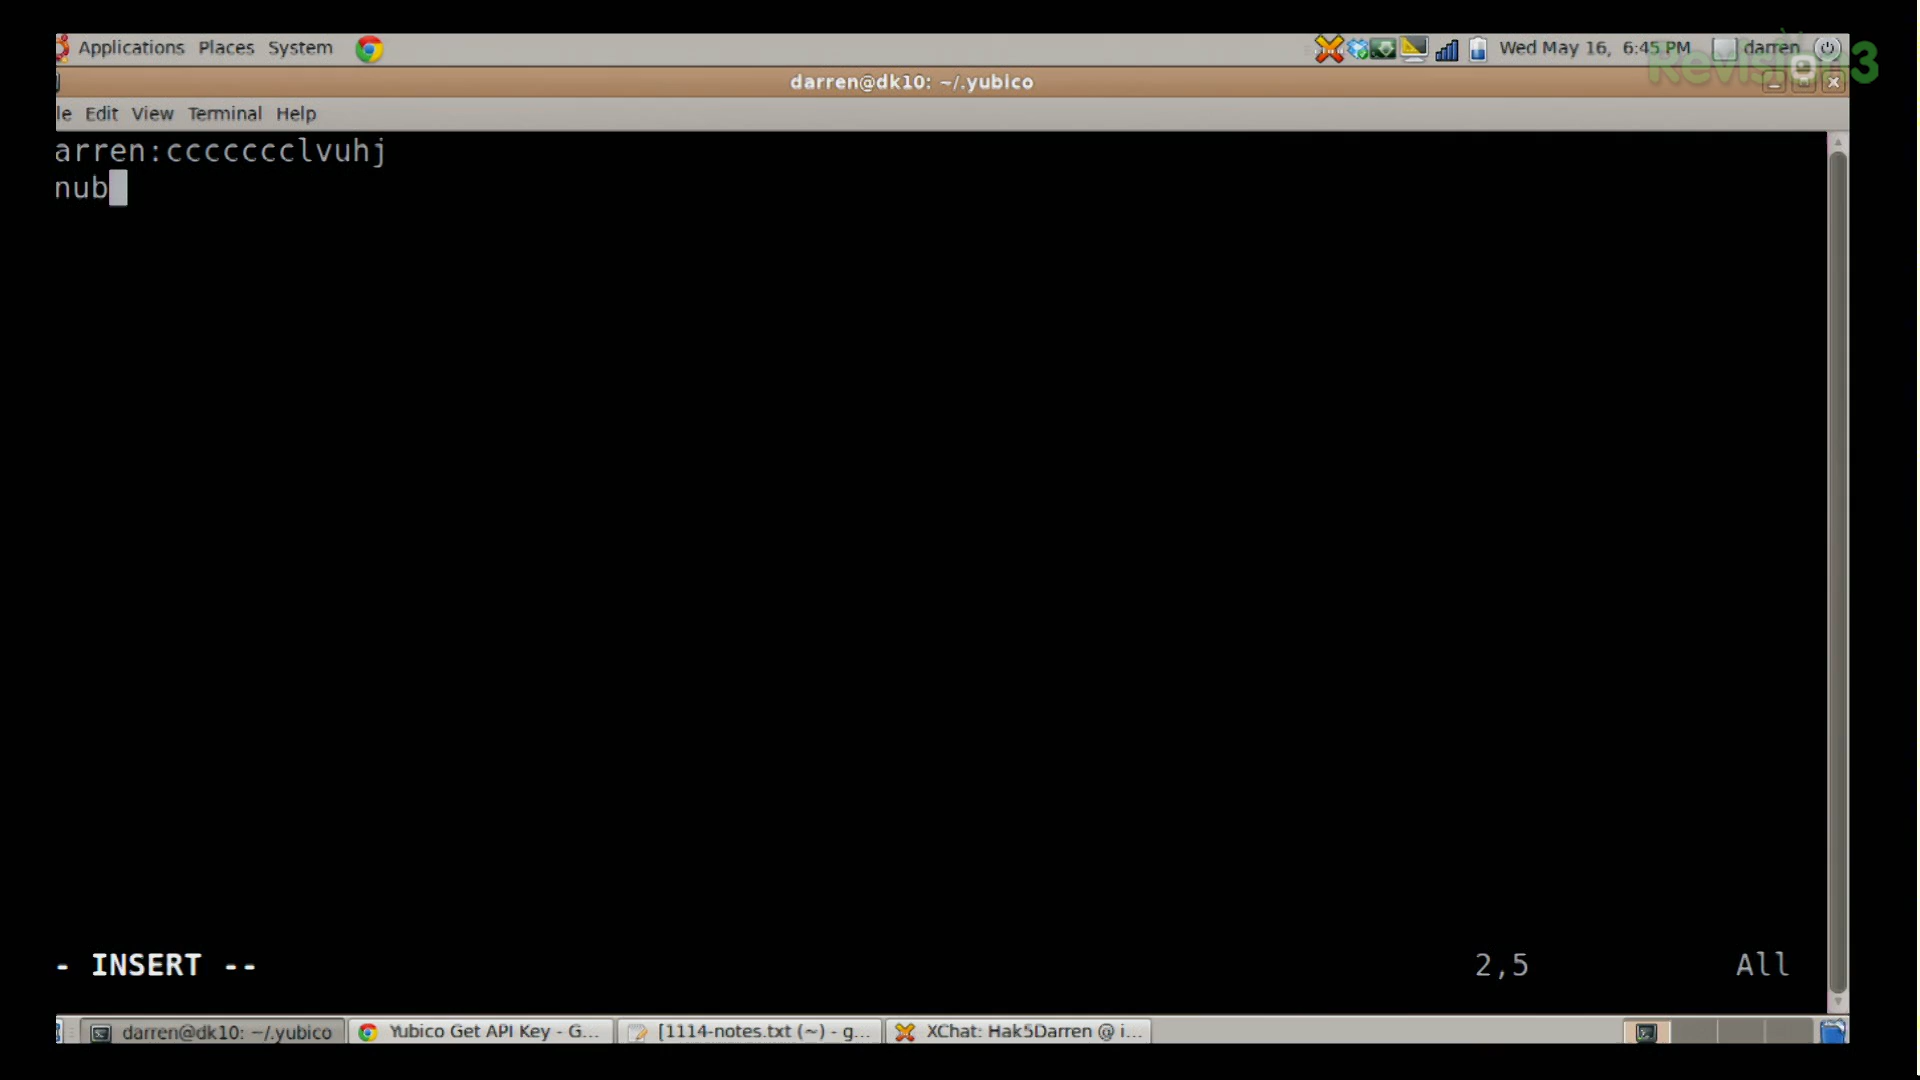 Applications Places System
Wed May 16, 6:45 PM darren
Revision3
darren@dk10: ~/.yubico
le Edit View Terminal Help
arren:ccccccclvuhj
nub
- INSERT --
2,5 All
darren@dk10: ~/.yubico
Yubico Get API Key - G...
[1114-notes.txt (~) - g...
XChat: Hak5Darren @ i...